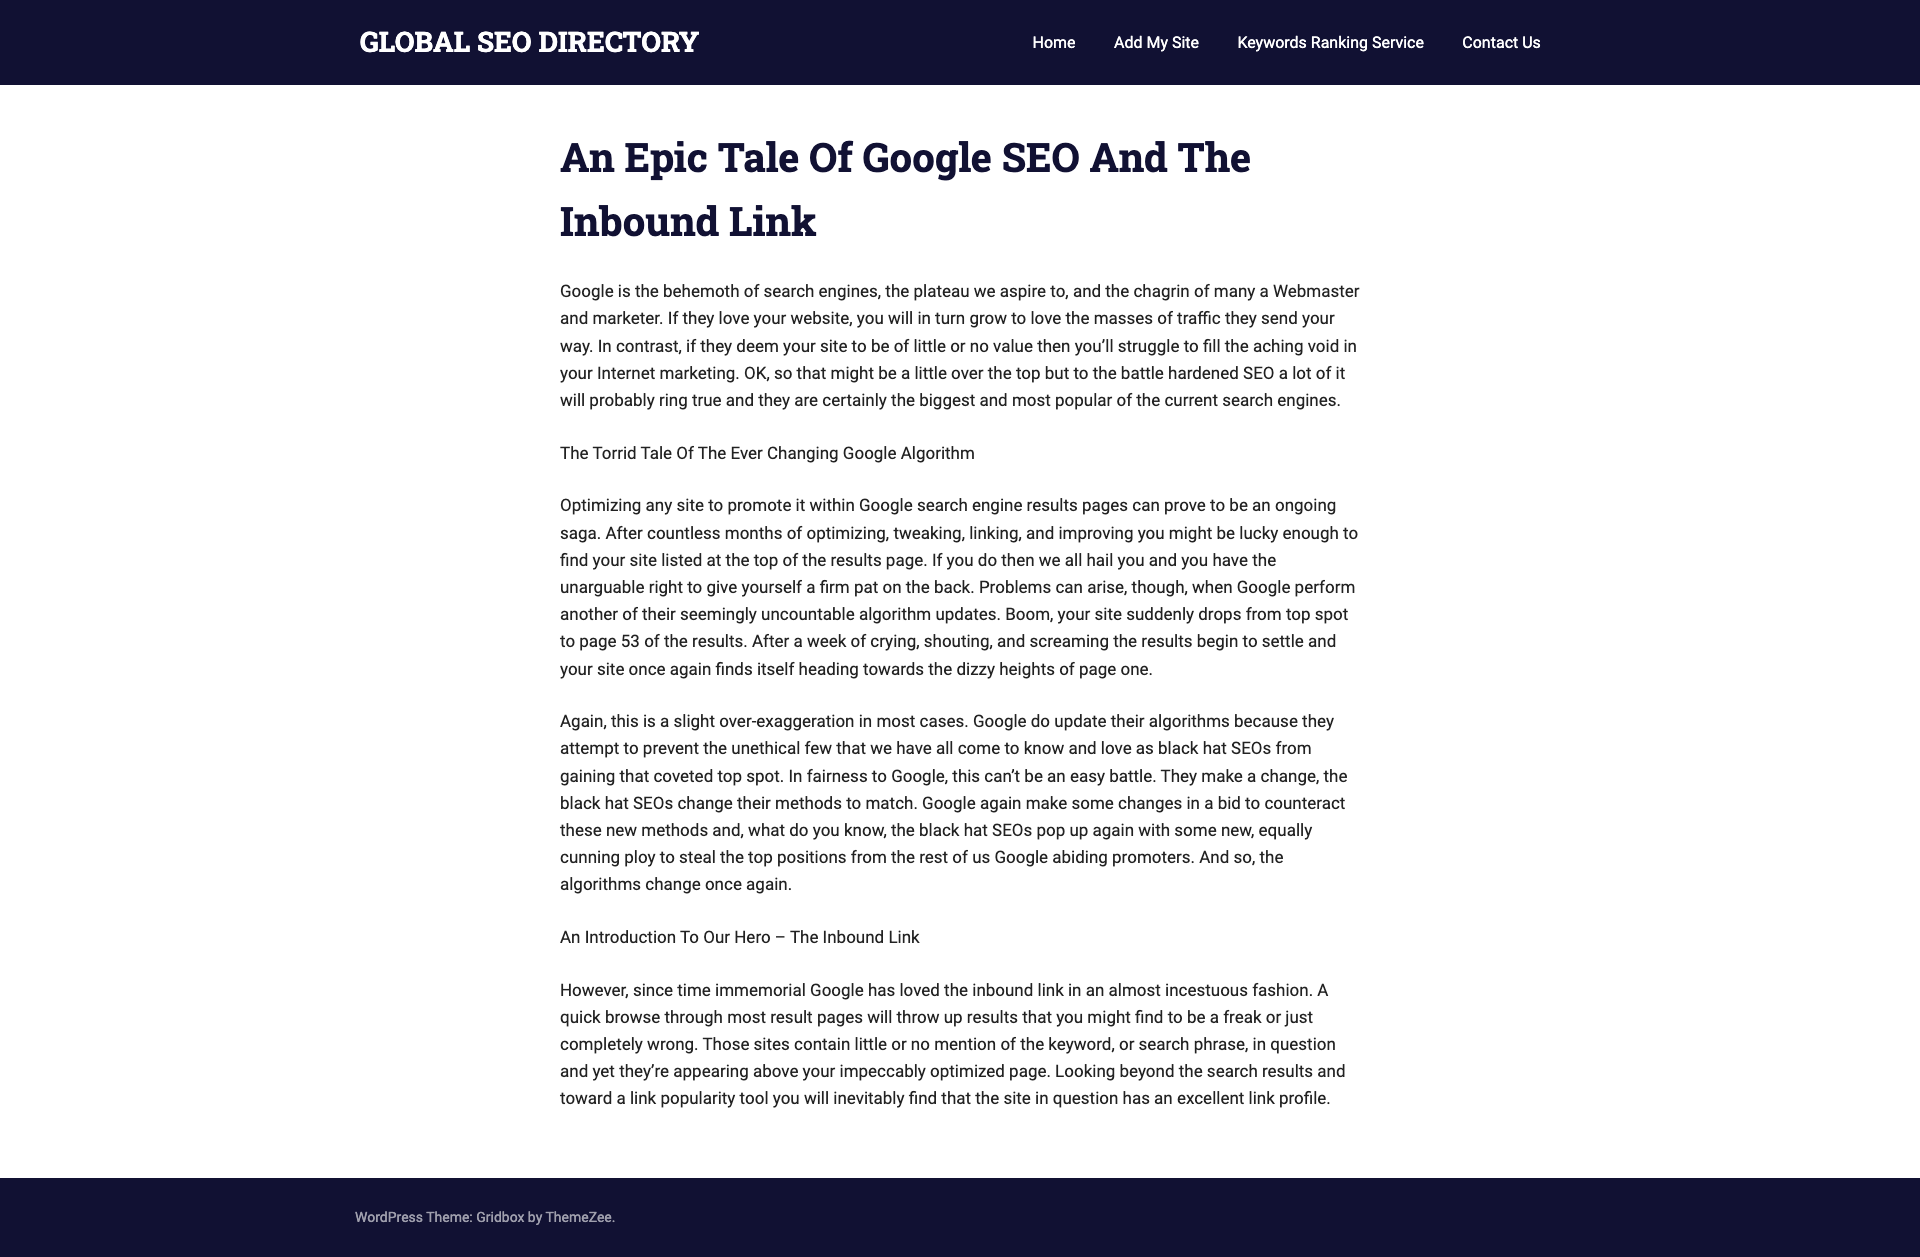 GLOBAL SEO DIRECTORY
Home
Add My Site
Keywords Ranking Service
Contact Us
An Epic Tale Of Google SEO And The
Inbound Link
Google is the behemoth of search engines, the plateau we aspire to, and the chagrin of many a Webmaster
and marketer. If they love your website, you will in turn grow to love the masses of traffic they send your
way. In contrast, if they deem your site to be of little or no value then you’ll struggle to fill the aching void in
your Internet marketing. OK, so that might be a little over the top but to the battle hardened SEO a lot of it
will probably ring true and they are certainly the biggest and most popular of the current search engines.
The Torrid Tale Of The Ever Changing Google Algorithm
Optimizing any site to promote it within Google search engine results pages can prove to be an ongoing
saga. After countless months of optimizing, tweaking, linking, and improving you might be lucky enough to
find your site listed at the top of the results page. If you do then we all hail you and you have the
unarguable right to give yourself a firm pat on the back. Problems can arise, though, when Google perform
another of their seemingly uncountable algorithm updates. Boom, your site suddenly drops from top spot
to page 53 of the results. After a week of crying, shouting, and screaming the results begin to settle and
your site once again finds itself heading towards the dizzy heights of page one.
Again, this is a slight over-exaggeration in most cases. Google do update their algorithms because they
attempt to prevent the unethical few that we have all come to know and love as black hat SEOs from
gaining that coveted top spot. In fairness to Google, this can’t be an easy battle. They make a change, the
black hat SEOs change their methods to match. Google again make some changes in a bid to counteract
these new methods and, what do you know, the black hat SEOs pop up again with some new, equally
cunning ploy to steal the top positions from the rest of us Google abiding promoters. And so, the
algorithms change once again.
An Introduction To Our Hero – The Inbound Link
However, since time immemorial Google has loved the inbound link in an almost incestuous fashion. A
quick browse through most result pages will throw up results that you might find to be a freak or just
completely wrong. Those sites contain little or no mention of the keyword, or search phrase, in question
and yet they’re appearing above your impeccably optimized page. Looking beyond the search results and
toward a link popularity tool you will inevitably find that the site in question has an excellent link profile.
WordPress Theme: Gridbox by ThemeZee.